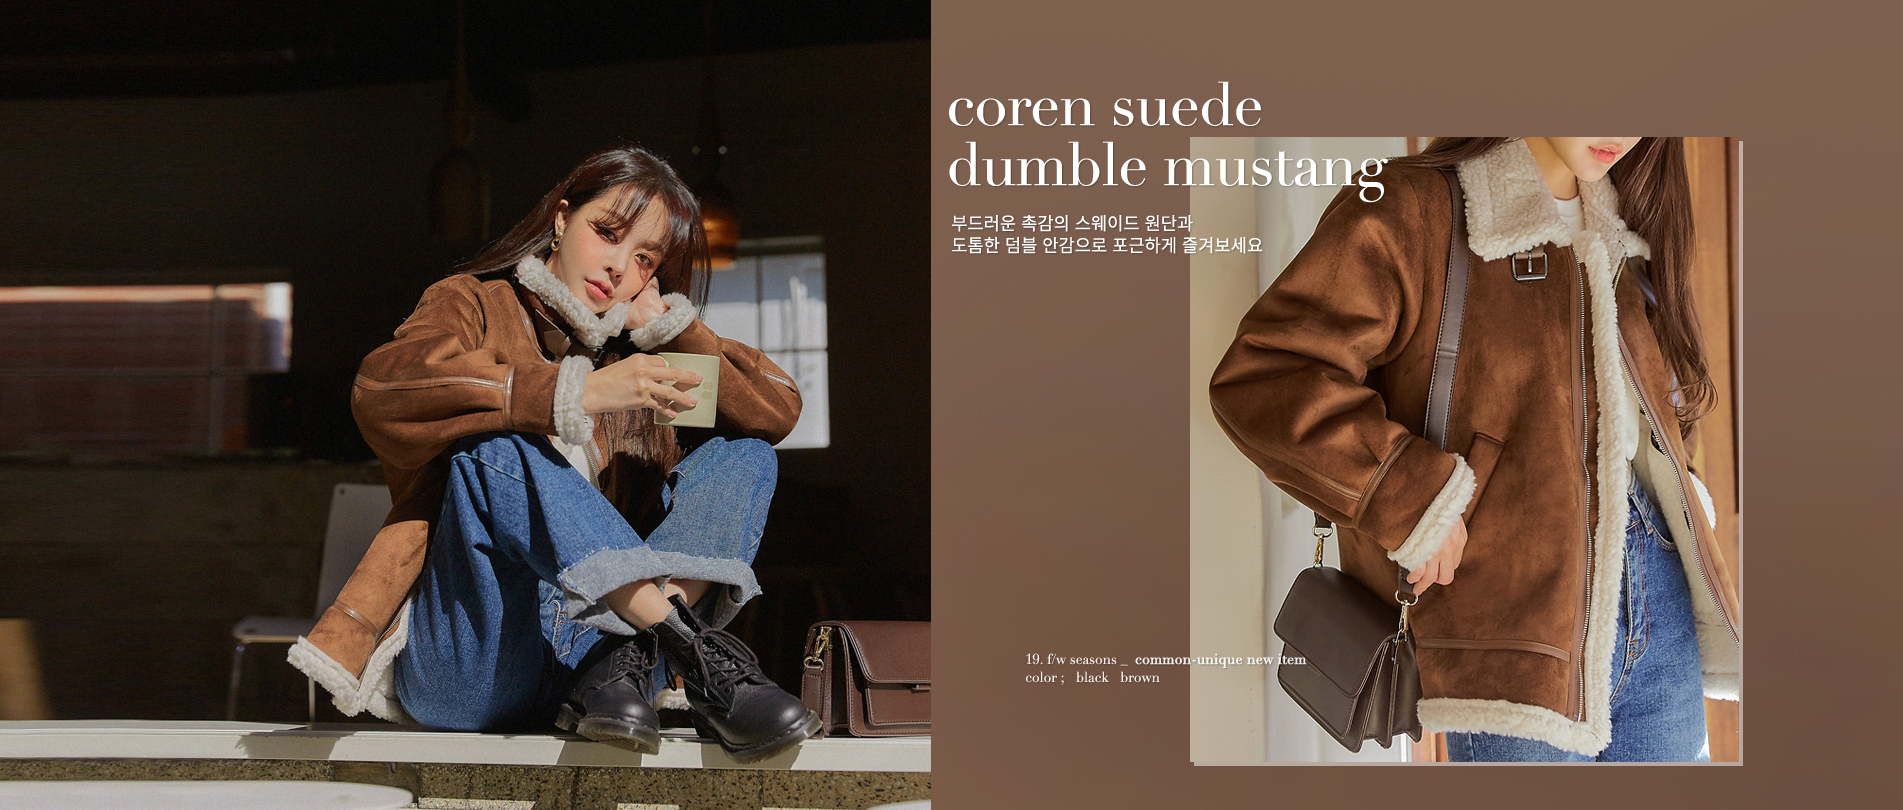 coren suede
dumble mustang
부드러운 촉감의 스웨이드 원단과
도톰한 덤블 안감으로 포근하게 즐겨보세요
19. f/w seasons _ common-unique new item
color ; black brown